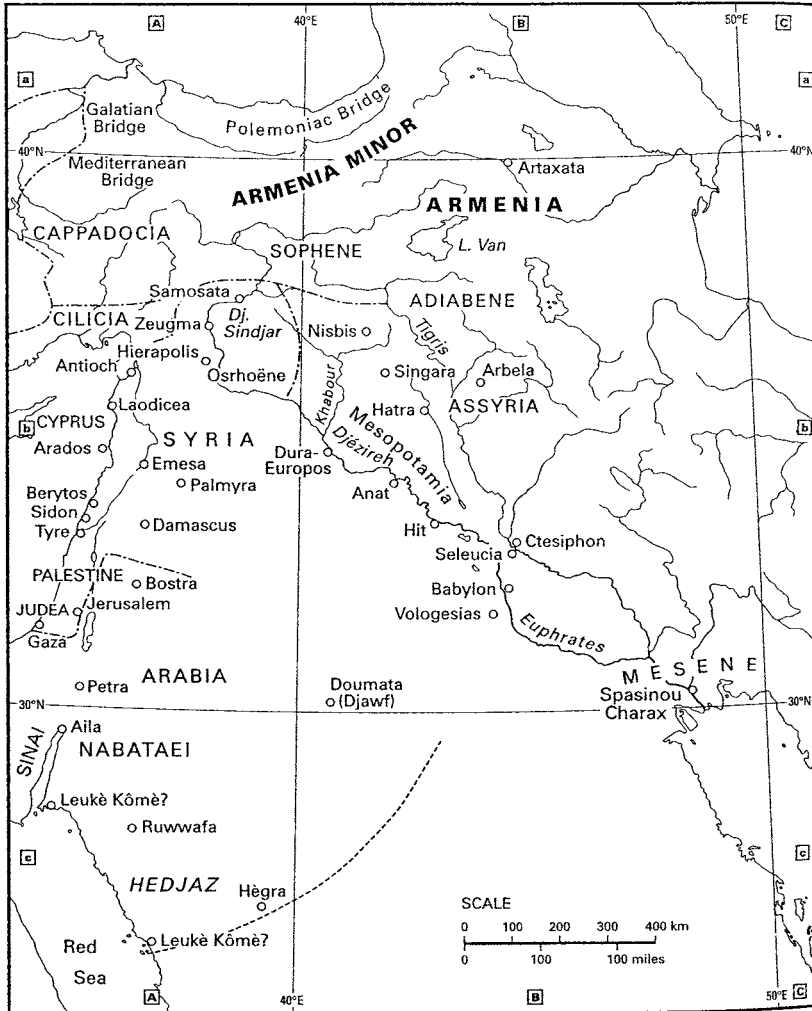 A
40°E
B
50°E
C
a
a
Galatian
Bridge
Polemoniac Bridge
40°N
40°N
Mediterranean
Bridge
ARMENIA MINOR
Artaxata
ARMENIA
CAPPADOCIA
SOPHENE
L. Van
Samosata
ADIABENE
CILICIA
Zeugma
Dj.
Sindjar
Nisbis
Tigris
Hierapolis
Antioch
Osrhoëne
Singara
Arbela
Khabour
Laodicea
Hatra
ASSYRIA
b
CYPRUS
b
SYRIA
Mesopotamia
Djézireh
Arados
Emesa
Dura-
Europos
Palmyra
Anat
Berytos
Sidon
Tyre
Damascus
Hit
Ctesiphon
Seleucia
PALESTINE
Bostra
Babylon
JUDEA
Jerusalem
Vologesias
Euphrates
Gaza
MESENE
ARABIA
Petra
Doumata
(Djawf)
Spasinou
Charax
30°N
30°N
Aila
SINAI
NABATAEI
Leukè Kômè?
Ruwwafa
c
c
HEDJAZ
Hègra
SCALE
0 100 200 300 400 km
0 100 100 miles
Leukè Kômè?
Red
Sea
A
40°E
B
50°E
C